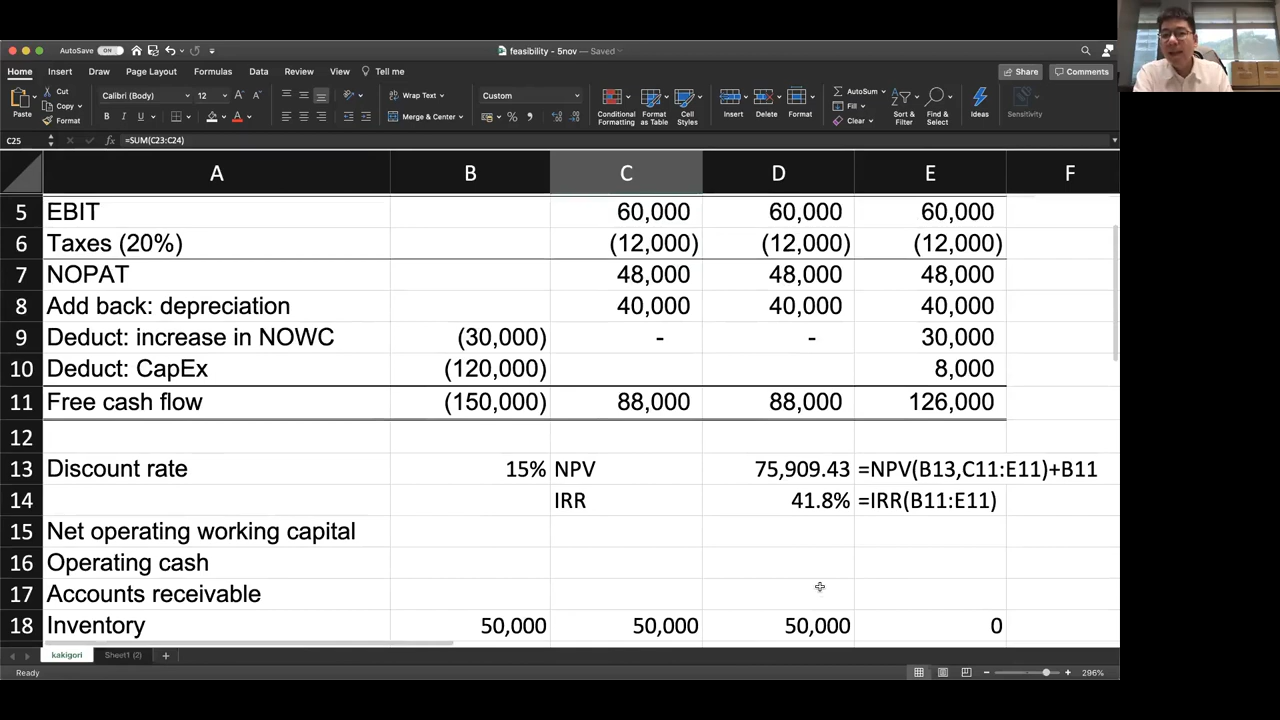 AutoSave ON feasibility - 5nov — Saved
Home Insert Draw Page Layout Formulas Data Review View Tell me Share Comments
Paste Cut Copy Format Calibri (Body) 12 A A Wrap Text Custom Conditional Formatting Format as Table Cell Styles Insert Delete Format AutoSum Fill Clear Sort & Filter Find & Select Ideas Sensitivity
B I U A Merge & Center %
C25 fx =SUM(C23:C24)
A B C D E F
5 EBIT 60,000 60,000 60,000
6 Taxes (20%) (12,000) (12,000) (12,000)
7 NOPAT 48,000 48,000 48,000
8 Add back: depreciation 40,000 40,000 40,000
9 Deduct: increase in NOWC (30,000) - - 30,000
10 Deduct: CapEx (120,000) 8,000
11 Free cash flow (150,000) 88,000 88,000 126,000
12
13 Discount rate 15% NPV 75,909.43 =NPV(B13,C11:E11)+B11
14 IRR 41.8% =IRR(B11:E11)
15 Net operating working capital
16 Operating cash
17 Accounts receivable
18 Inventory 50,000 50,000 50,000 0
kakigori Sheet1 (2) +
Ready 296%